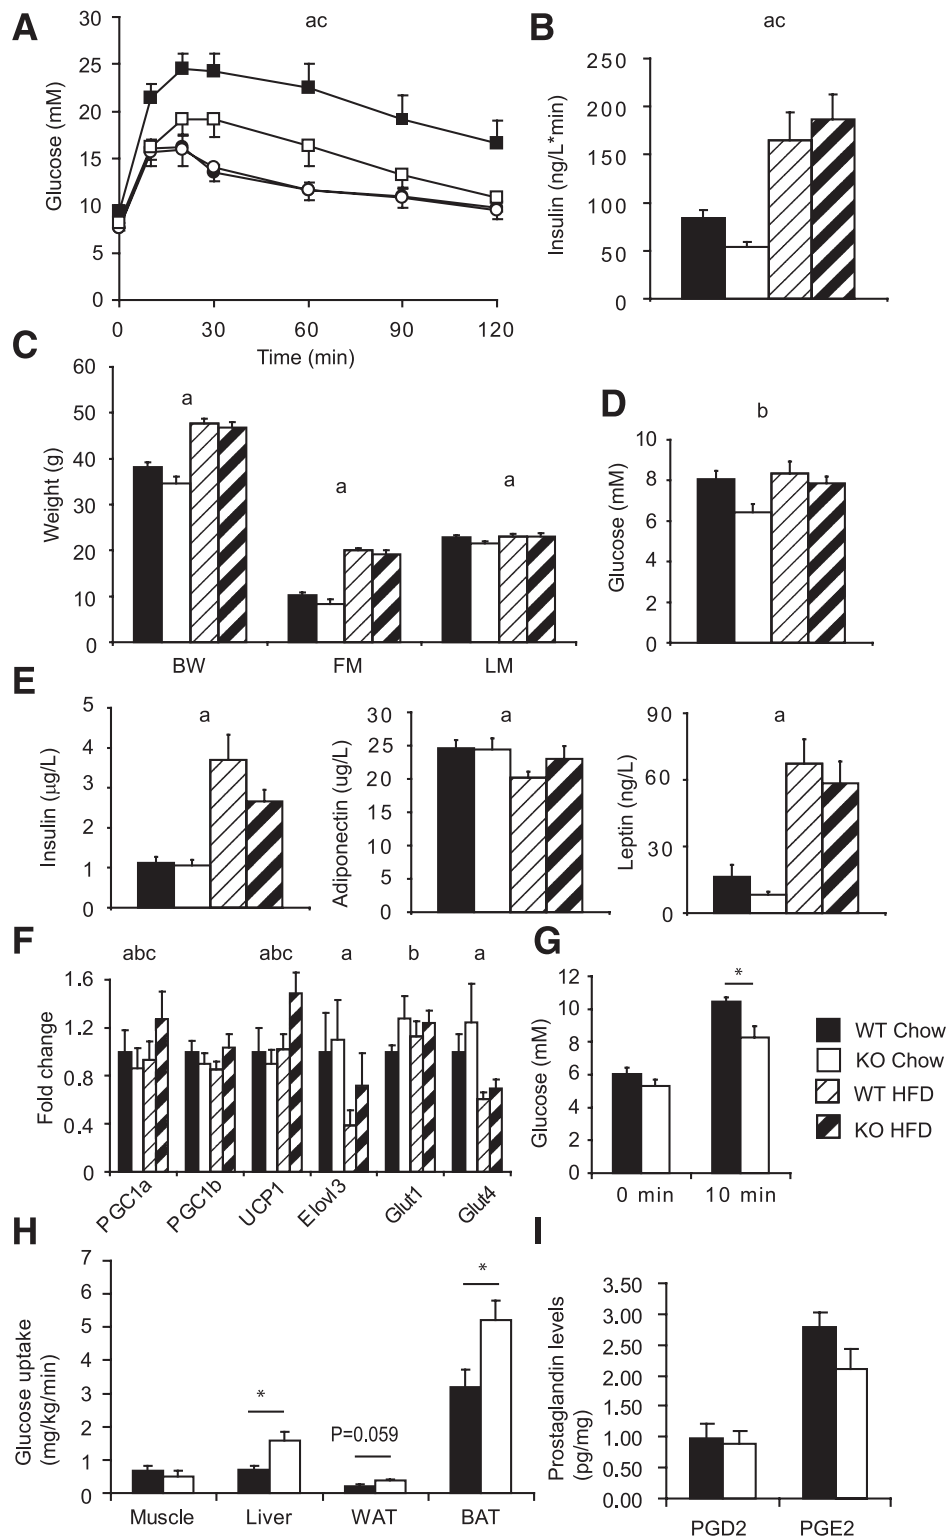 A
ac
Glucose (mM)
30
25
20
15
10
5
0
0 30 60 90 120
Time (min)
B
ac
Insulin (ng/L*min)
250
200
150
100
50
0
C
Weight (g)
60
50
40
30
20
10
0
a
a
a
BW FM LM
D
b
Glucose (mM)
10
8
6
4
2
0
E
Insulin (µg/L)
5
4
3
2
1
0
a
Adiponectin (ug/L)
30
25
20
15
10
5
0
a
Leptin (ng/L)
90
60
30
0
a
F
abc abc a b a
Fold change
1.6
1.2
0.8
0.4
0
PGC1a PGC1b UCP1 Elovl3 Glut1 Glut4
G
Glucose (mM)
12
10
8
6
4
2
0
*
0 min 10 min
WT Chow
KO Chow
WT HFD
KO HFD
H
Glucose uptake
(mg/kg/min)
7
6
5
4
3
2
1
0
*
P=0.059
*
Muscle Liver WAT BAT
I
Prostaglandin levels
(pg/mg)
3.50
3.00
2.50
2.00
1.50
1.00
0.50
0.00
PGD2 PGE2